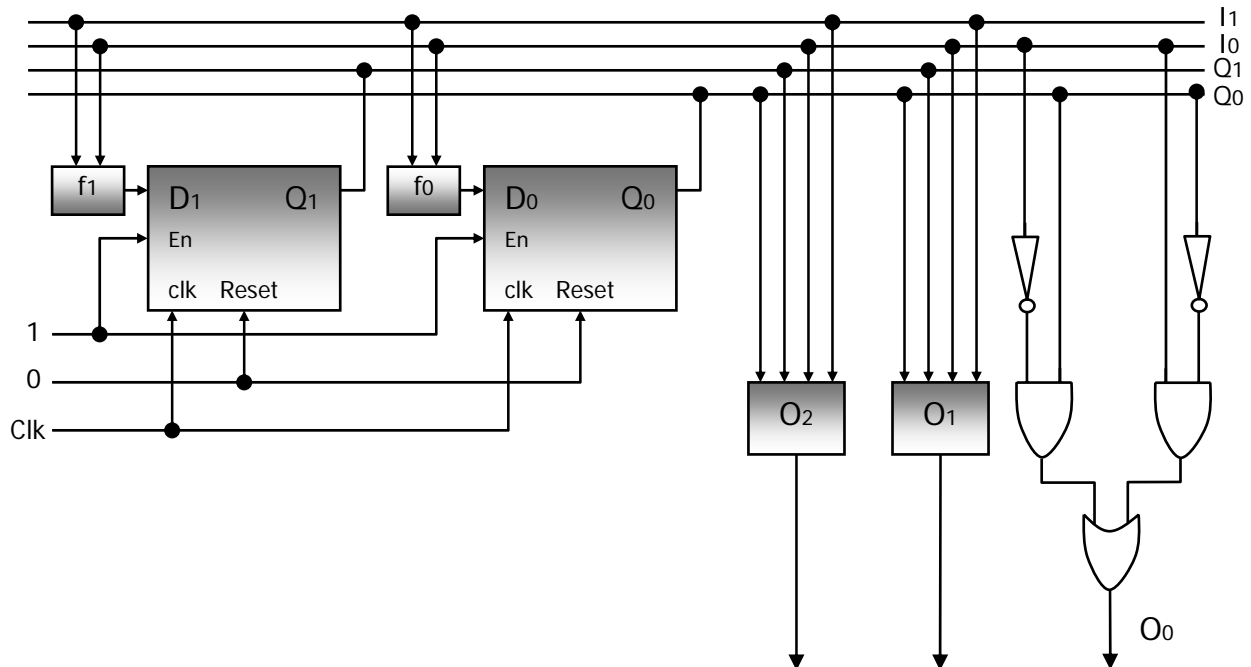 I1
I0
Q1
Q0
f1
D1 Q1
En
clk Reset
f0
D0 Q0
En
clk Reset
1
0
Clk
O2
O1
O0